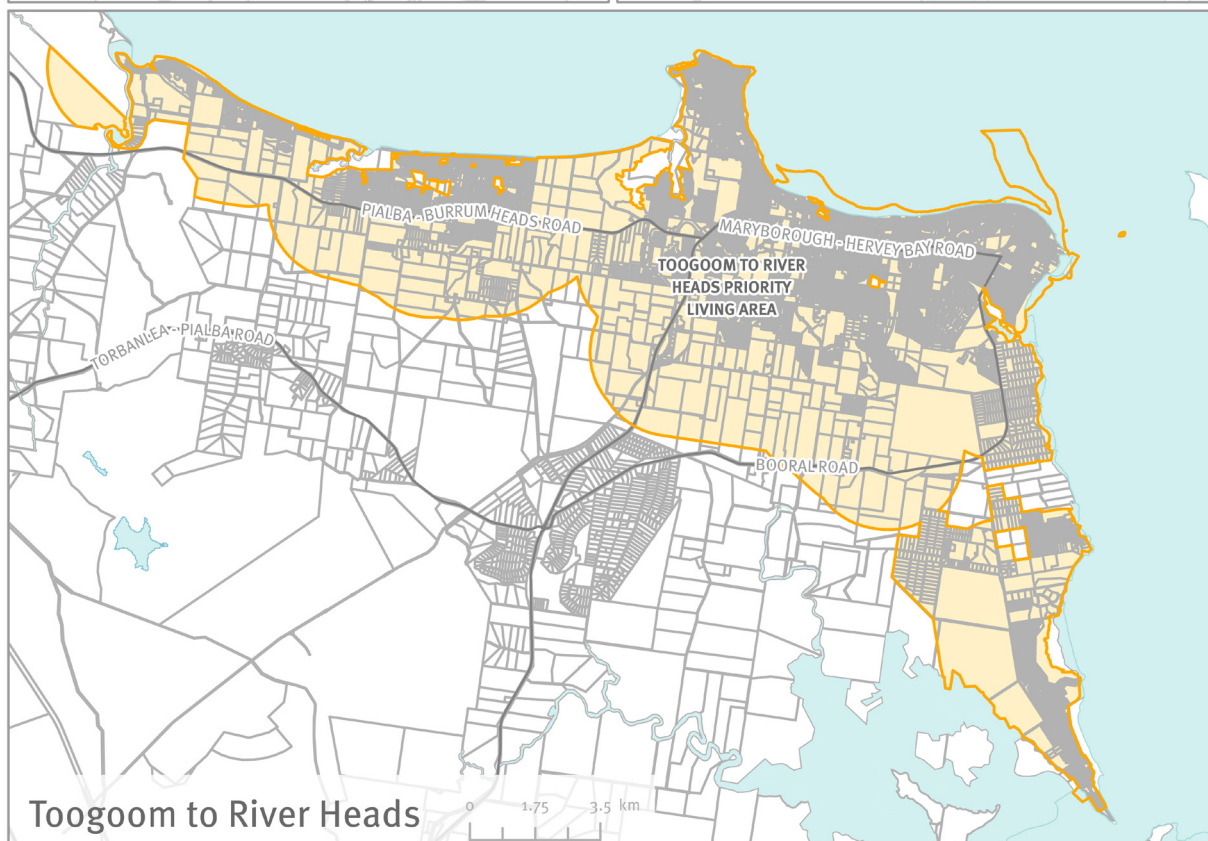 PIALBA - BURRUM HEADS ROAD
MARYBOROUGH - HERVEY BAY ROAD
TOOGOOM TO RIVER
HEADS PRIORITY
LIVING AREA
TORBANLEA - PIALBA ROAD
BOORAL ROAD
Toogoom to River Heads
0 1.75 3.5 km